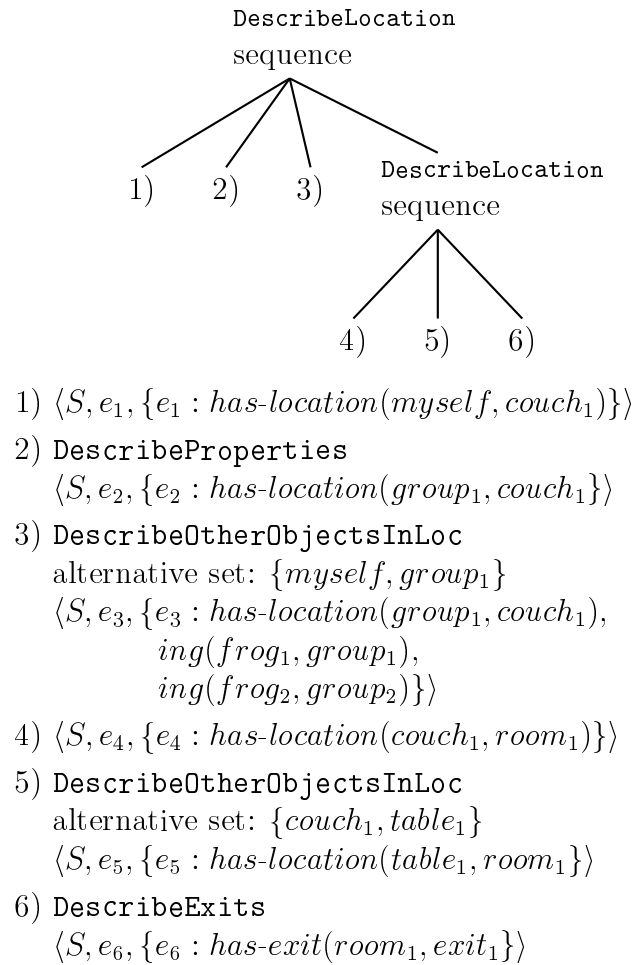 DescribeLocation
sequence
1) 2) 3) DescribeLocation
sequence
4) 5) 6)
1) ⟨S, e₁, {e₁ : has-location(myself, couch₁)}⟩
2) DescribeProperties
⟨S, e₂, {e₂ : has-location(group₁, couch₁}⟩
3) DescribeOtherObjectsInLoc
alternative set: {myself, group₁}
⟨S, e₃, {e₃ : has-location(group₁, couch₁),
ing(frog₁, group₁),
ing(frog₂, group₂)}⟩
4) ⟨S, e₄, {e₄ : has-location(couch₁, room₁)}⟩
5) DescribeOtherObjectsInLoc
alternative set: {couch₁, table₁}
⟨S, e₅, {e₅ : has-location(table₁, room₁}⟩
6) DescribeExits
⟨S, e₆, {e₆ : has-exit(room₁, exit₁}⟩